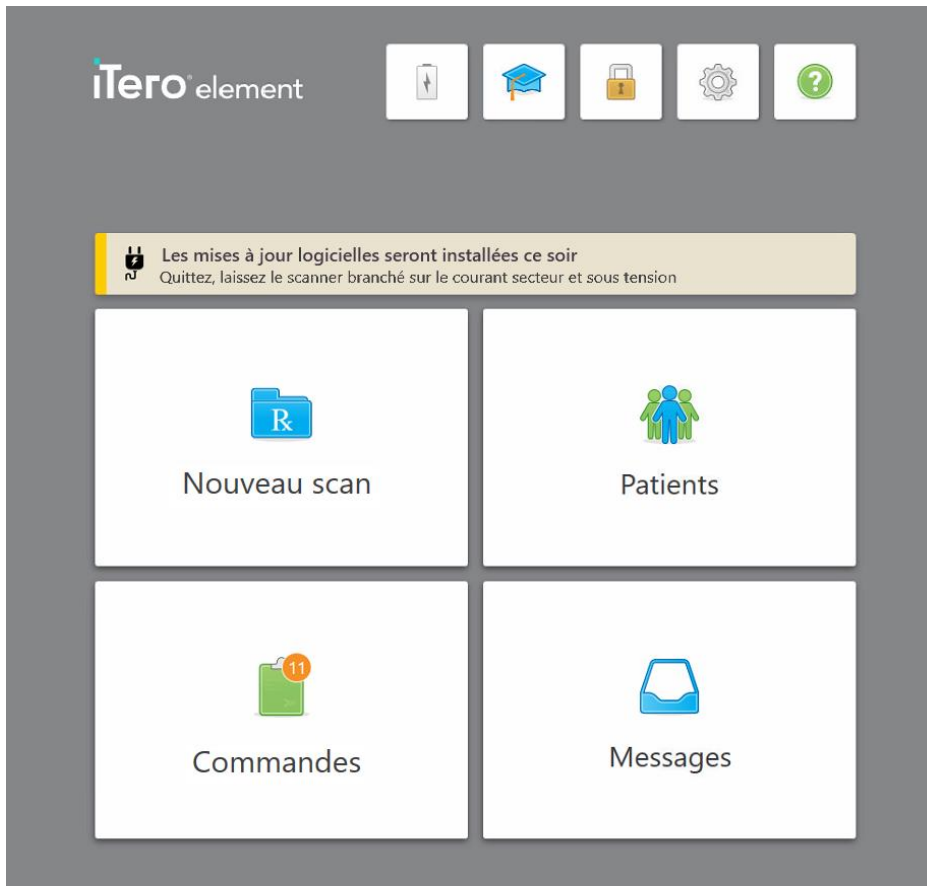 iTero® element
?
Les mises à jour logicielles seront installées ce soir
Quittez, laissez le scanner branché sur le courant secteur et sous tension
Rx
Nouveau scan
Patients
11
Commandes
Messages